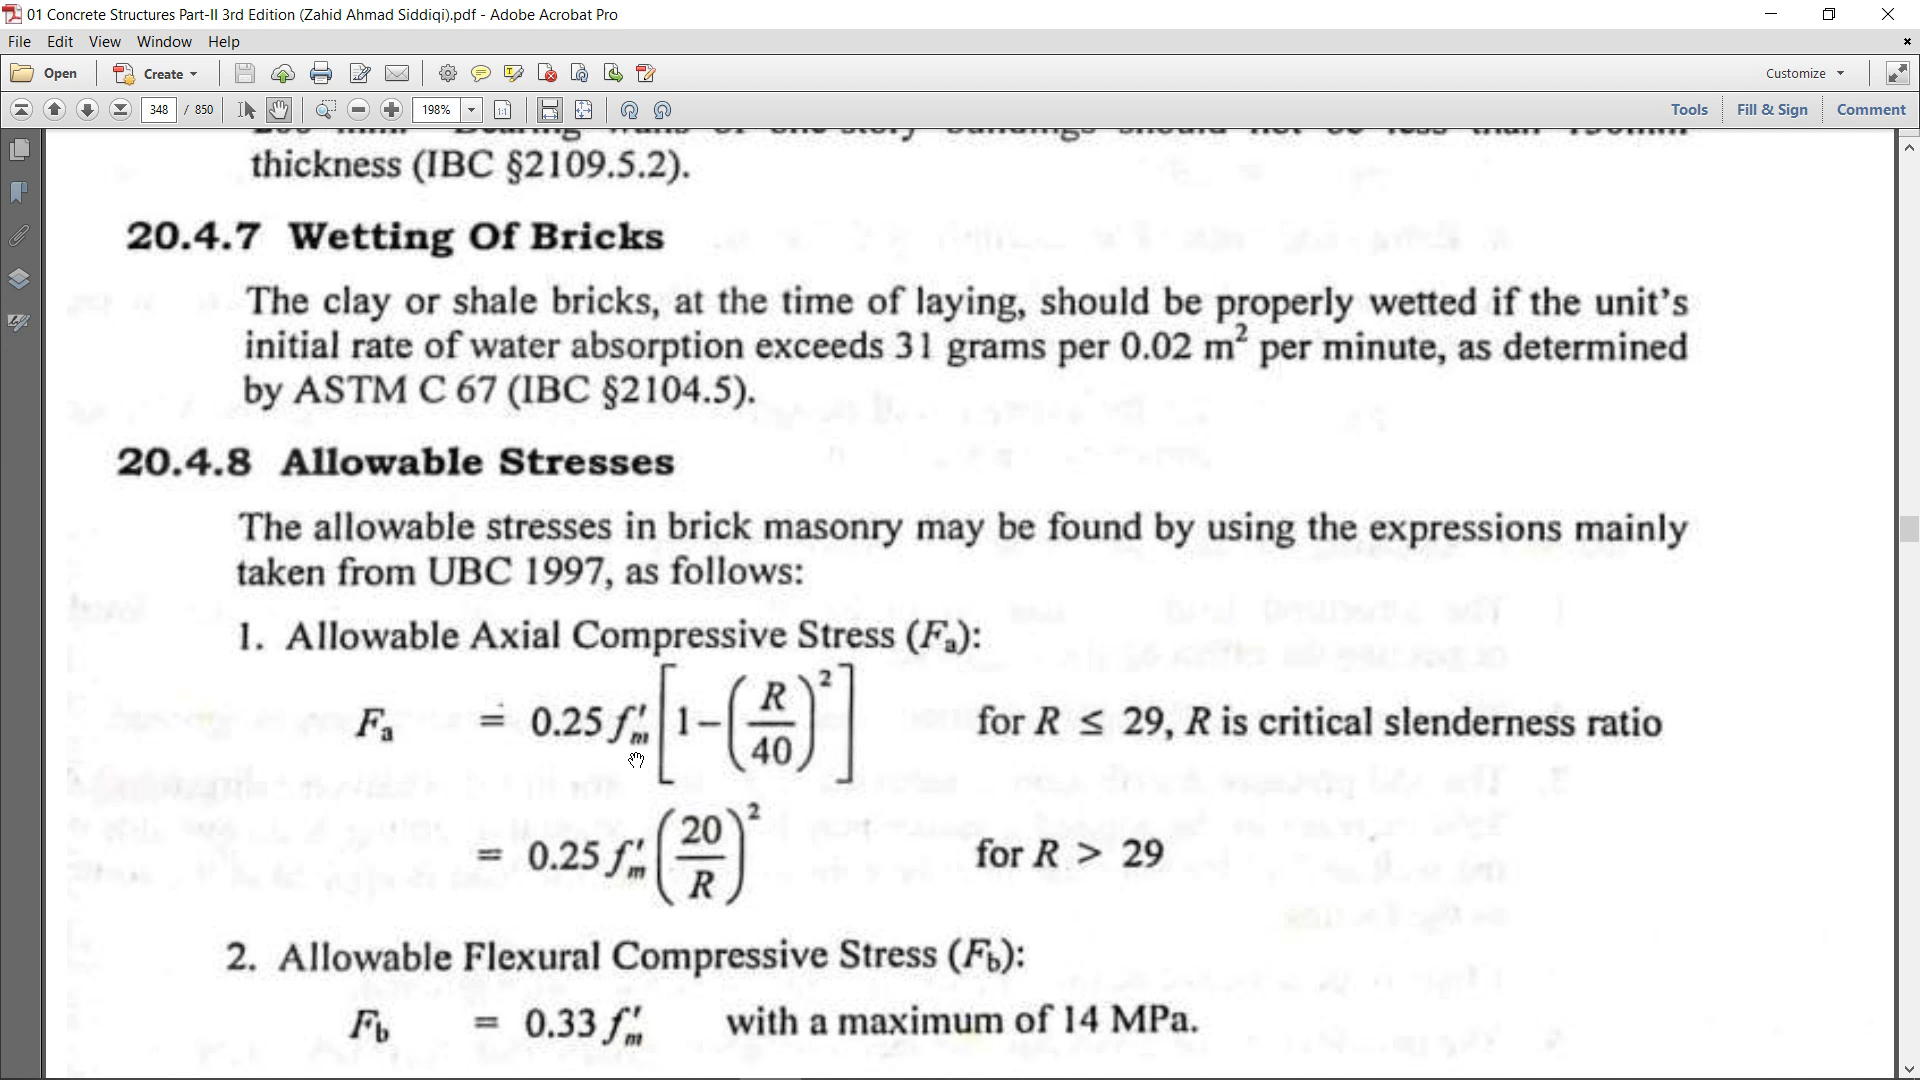 01 Concrete Structures Part-II 3rd Edition (Zahid Ahmad Siddiqi).pdf - Adobe Acrobat Pro
File Edit View Window Help
Open Create Customize
348 / 850 198% Tools Fill & Sign Comment
thickness (IBC §2109.5.2).
20.4.7 Wetting Of Bricks
The clay or shale bricks, at the time of laying, should be properly wetted if the unit's
initial rate of water absorption exceeds 31 grams per 0.02 m² per minute, as determined
by ASTM C 67 (IBC §2104.5).
20.4.8 Allowable Stresses
The allowable stresses in brick masonry may be found by using the expressions mainly
taken from UBC 1997, as follows:
1. Allowable Axial Compressive Stress (Fa):
Fa = 0.25 f′m [1−(R/40)²] for R ≤ 29, R is critical slenderness ratio
= 0.25 f′m (20/R)² for R > 29
2. Allowable Flexural Compressive Stress (Fb):
Fb = 0.33 f′m with a maximum of 14 MPa.